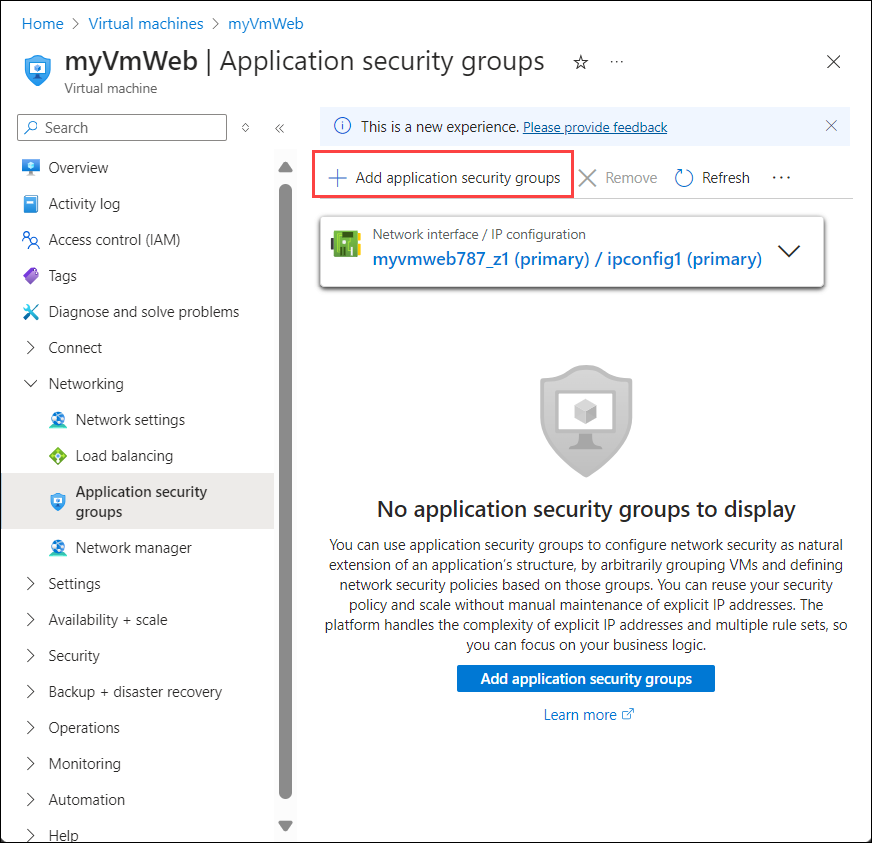 Home > Virtual machines > myVmWeb
myVmWeb | Application security groups ☆ ...
Virtual machine
Search
Overview
Activity log
Access control (IAM)
Tags
Diagnose and solve problems
Connect
Networking
Network settings
Load balancing
Application security
groups
Network manager
Settings
Availability + scale
Security
Backup + disaster recovery
Operations
Monitoring
Automation
Help
This is a new experience. Please provide feedback
Add application security groups Remove Refresh ...
Network interface / IP configuration
myvmweb787_z1 (primary) / ipconfig1 (primary)
No application security groups to display
You can use application security groups to configure network security as natural
extension of an application's structure, by arbitrarily grouping VMs and defining
network security policies based on those groups. You can reuse your security
policy and scale without manual maintenance of explicit IP addresses. The
platform handles the complexity of explicit IP addresses and multiple rule sets, so
you can focus on your business logic.
Add application security groups
Learn more